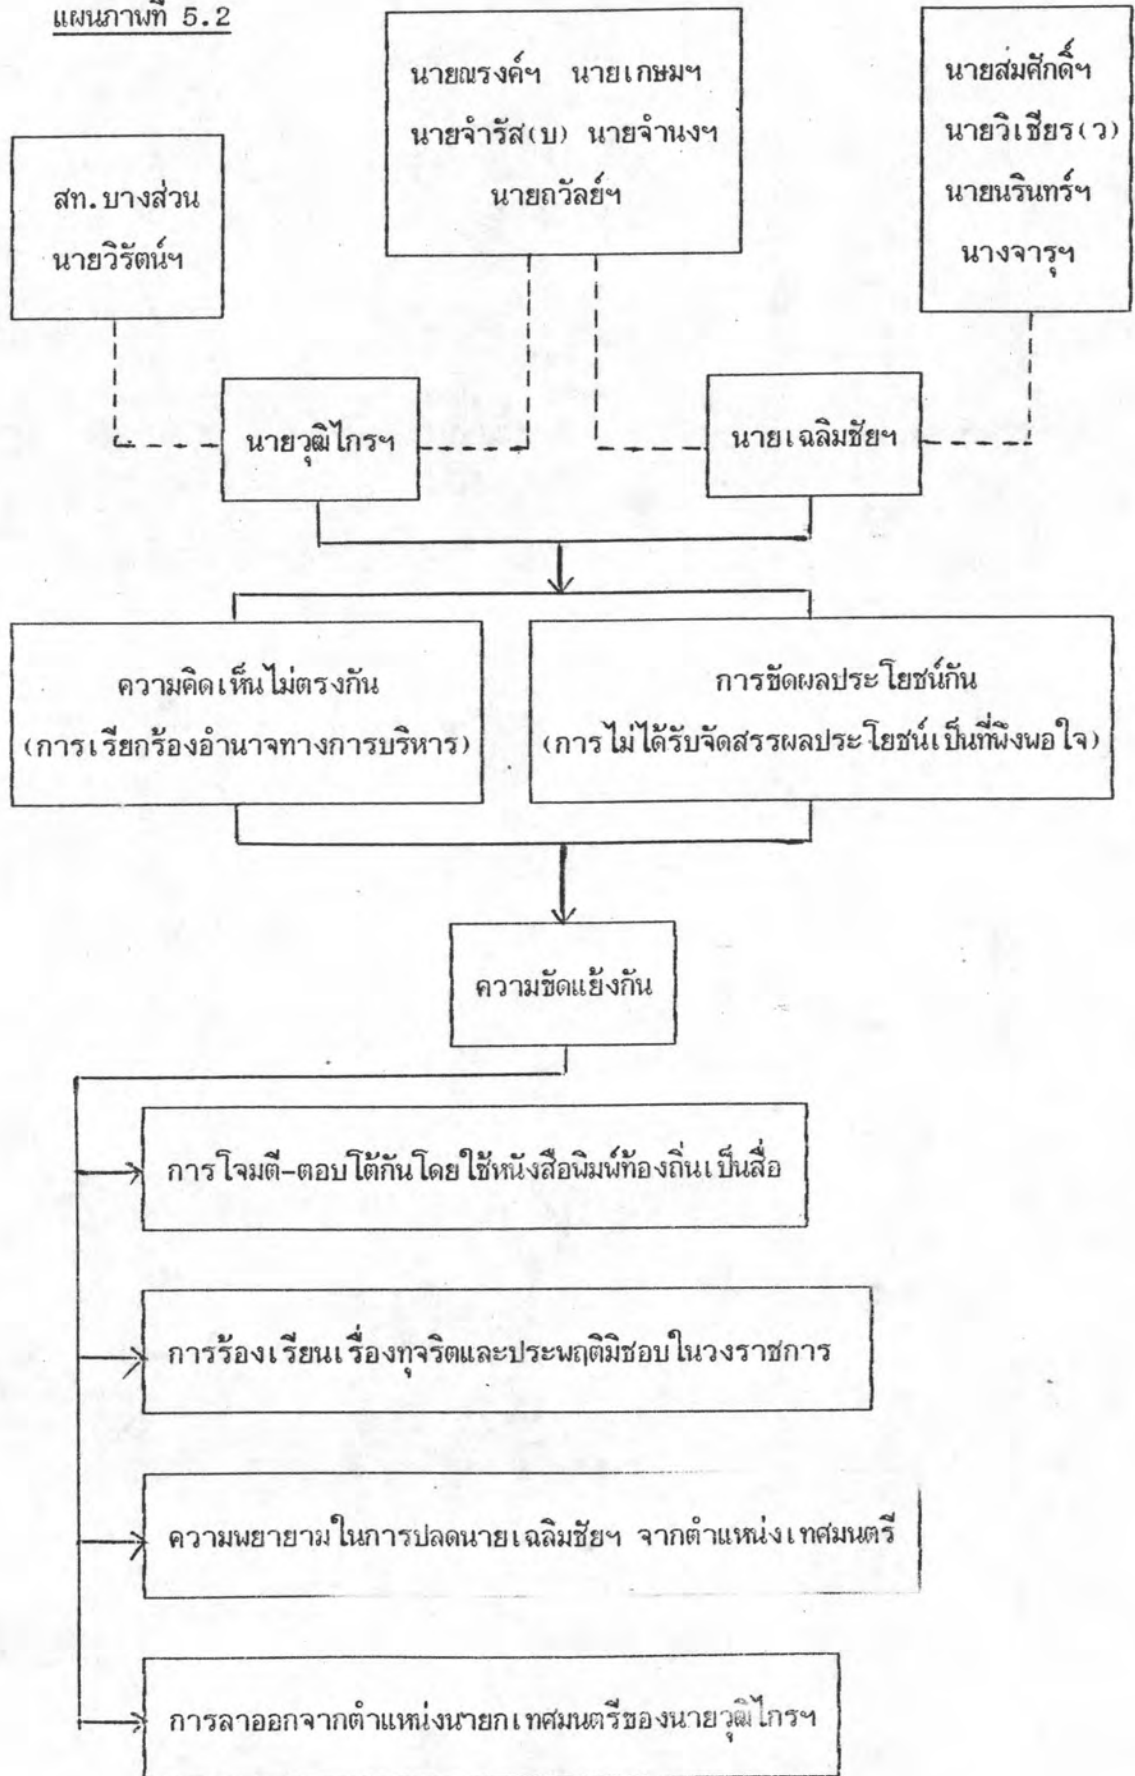 แผนภาพที่ 5.2
นายณรงค์ฯ นายเกษมฯ
นายจำรัส(บ) นายจำนงฯ
นายถวัลย์ฯ
นายสมศักดิ์ฯ
นายวิเชียร(ว)
นายนรินทร์ฯ
นางจารุฯ
สท.บางส่วน
นายวิรัตน์ฯ
นายวุฒิไกรฯ
นายเฉลิมชัยฯ
ความคิดเห็นไม่ตรงกัน
(การเรียกร้องอำนาจทางการบริหาร)
การขัดผลประโยชน์กัน
(การไม่ได้รับจัดสรรผลประโยชน์เป็นที่พึงพอใจ)
ความขัดแย้งกัน
การโจมตี-ตอบโต้กันโดยใช้หนังสือพิมพ์ท้องถิ่นเป็นสื่อ
การร้องเรียนเรื่องทุจริตและประพฤติมิชอบในวงราชการ
ความพยายามในการปลดนายเฉลิมชัยฯ จากตำแหน่งเทศมนตรี
การลาออกจากตำแหน่งนายกเทศมนตรีของนายวุฒิไกรฯ